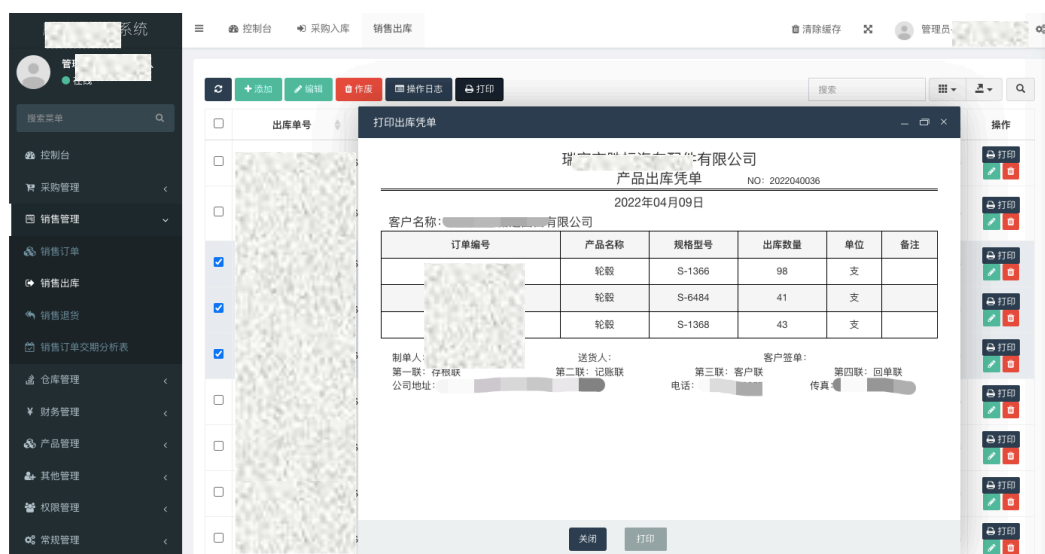 系统
控制台
采购入库
销售出库
清除缓存
管理员
在线
搜索菜单
控制台
采购管理
销售管理
销售订单
销售出库
销售退货
销售订单交期分析表
仓库管理
¥ 财务管理
产品管理
其他管理
权限管理
常规管理
添加
编辑
作废
操作日志
打印
搜索
出库单号
操作
打印
打印
打印
打印
打印
打印
打印
打印
打印
打印出库凭单
件有限公司
产品出库凭单
NO: 2022040036
2022年04月09日
客户名称:
有限公司
订单编号 产品名称 规格型号 出库数量 单位 备注
轮毂 S-1366 98 支
轮毂 S-6484 41 支
轮毂 S-1368 43 支
制单人: 送货人: 客户签单:
第一联: 存根联 第二联: 记账联 第三联: 客户联 第四联: 回单联
公司地址: 电话: 传真:
关闭
打印